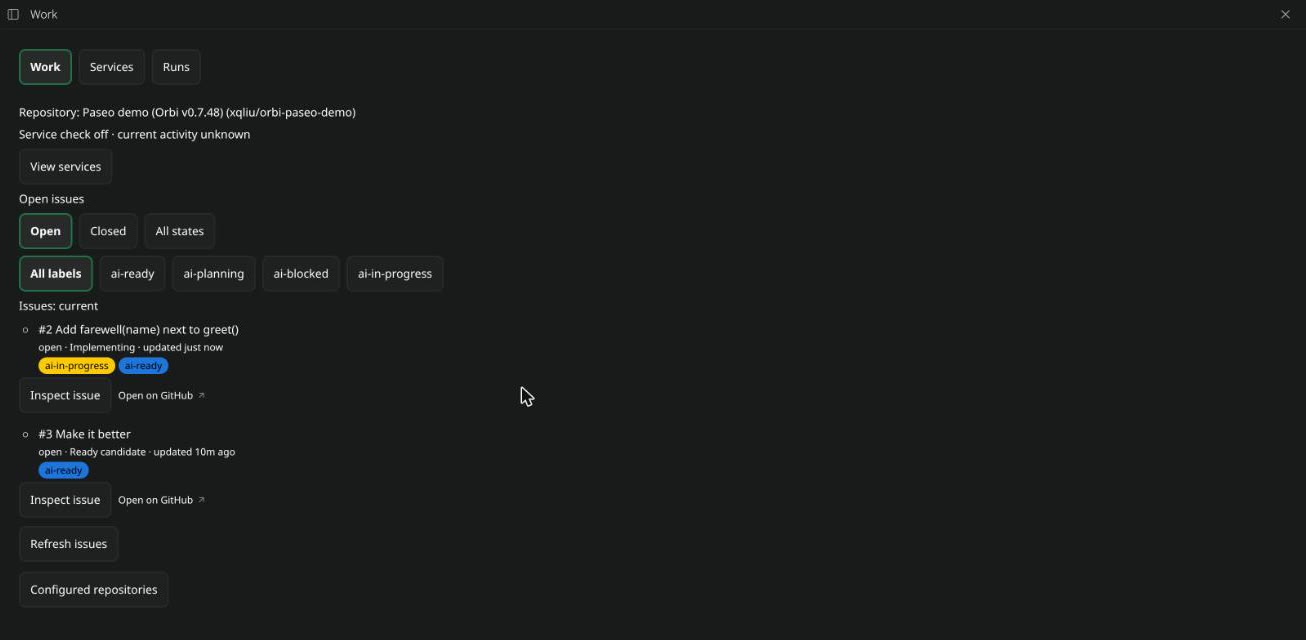 Work
Work Services Runs
Repository: Paseo demo (Orbi v0.7.48) (xqliu/orbi-paseo-demo)
Service check off · current activity unknown
View services
Open issues
Open Closed All states
All labels ai-ready ai-planning ai-blocked ai-in-progress
Issues: current
#2 Add farewell(name) next to greet()
open · Implementing · updated just now
ai-in-progress ai-ready
Inspect issue Open on GitHub ↗
#3 Make it better
open · Ready candidate · updated 10m ago
ai-ready
Inspect issue Open on GitHub ↗
Refresh issues
Configured repositories